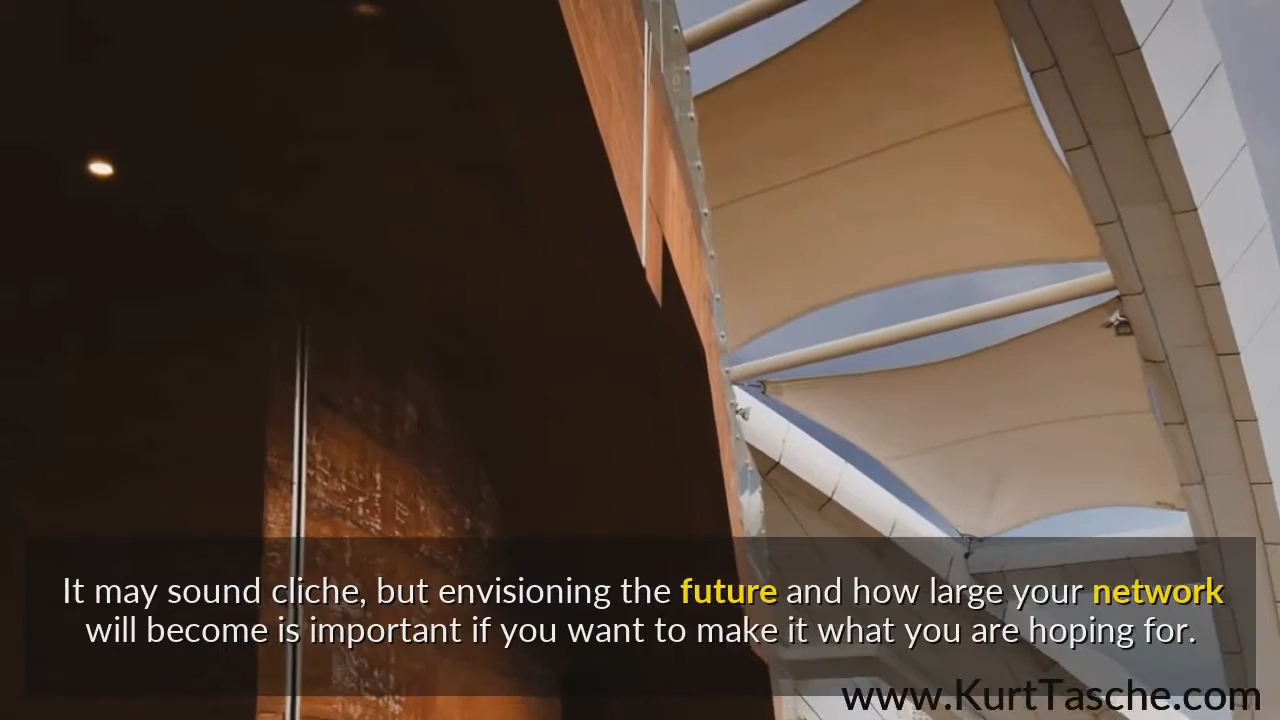 It may sound cliche, but envisioning the future and how large your network
will become is important if you want to make it what you are hoping for.
www.KurtTasche.com